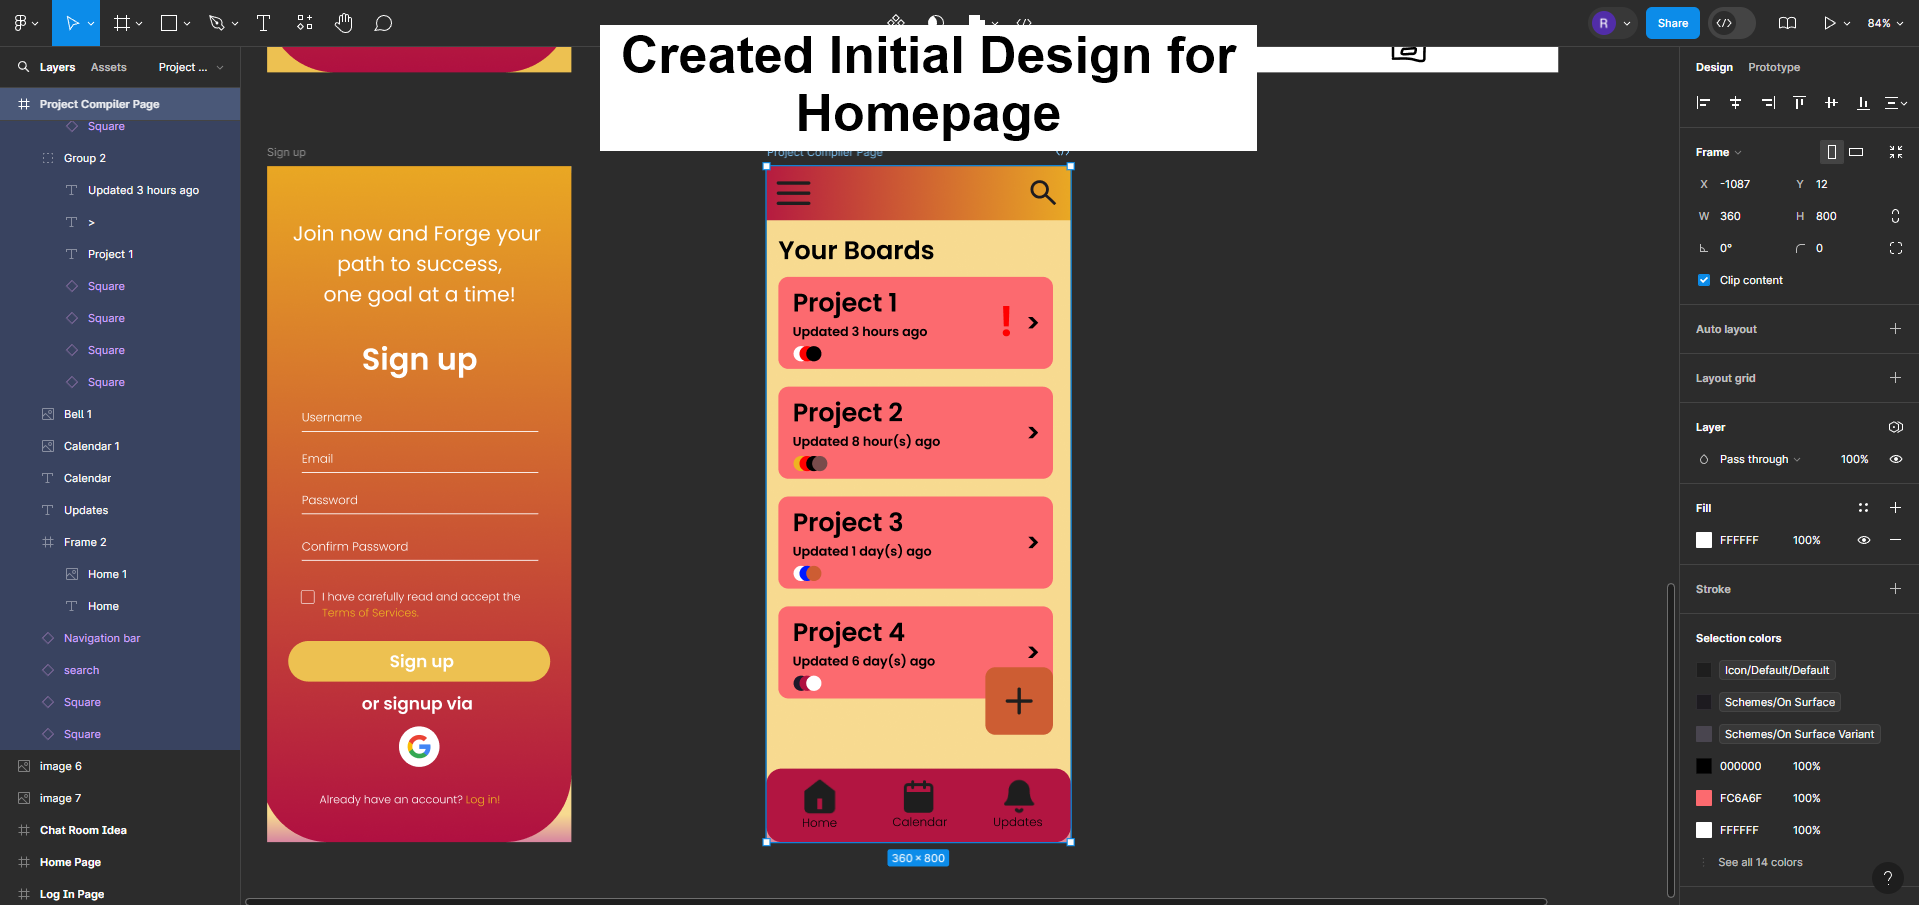 R
Share
84%
Created Initial Design for
Homepage
Layers
Assets
Project ...
Project Compiler Page
Square
Group 2
Updated 3 hours ago
>
Project 1
Square
Square
Square
Square
Bell 1
Calendar 1
Calendar
Updates
Frame 2
Home 1
Home
Navigation bar
search
Square
Square
image 6
image 7
Chat Room Idea
Home Page
Log In Page
Sign up
Join now and Forge your
path to success,
one goal at a time!
Sign up
Username
Email
Password
Confirm Password
I have carefully read and accept the
Terms of Services.
Sign up
or signup via
G
Already have an account? Log in!
Project Compiler Page
Your Boards
Project 1
Updated 3 hours ago
! >
Project 2
Updated 8 hour(s) ago
>
Project 3
Updated 1 day(s) ago
>
Project 4
Updated 6 day(s) ago
>
+
Home
Calendar
Updates
360 × 800
Design
Prototype
Frame
X -1087
Y 12
W 360
H 800
0°
0
Clip content
Auto layout
Layout grid
Layer
Pass through
100%
Fill
FFFFFF
100%
Stroke
Selection colors
Icon/Default/Default
Schemes/On Surface
Schemes/On Surface Variant
000000
100%
FC6A6F
100%
FFFFFF
100%
See all 14 colors
?